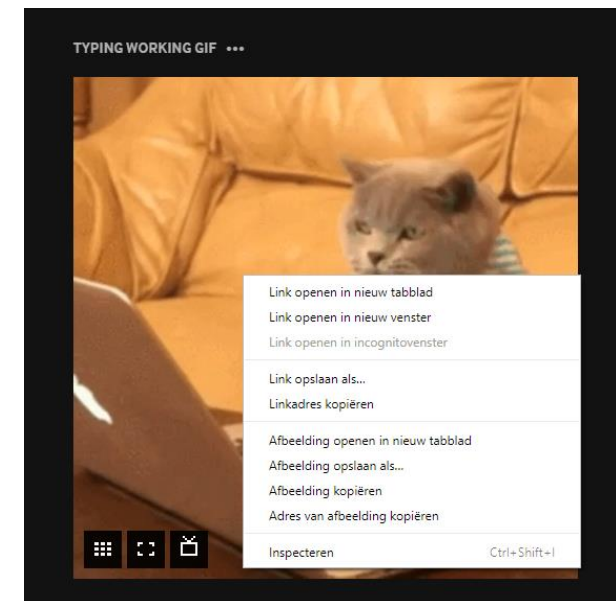 TYPING WORKING GIF •••
Link openen in nieuw tabblad
Link openen in nieuw venster
Link openen in incognitovenster
Link opslaan als...
Linkadres kopiëren
Afbeelding openen in nieuw tabblad
Afbeelding opslaan als...
Afbeelding kopiëren
Adres van afbeelding kopiëren
Inspecteren Ctrl+Shift+I